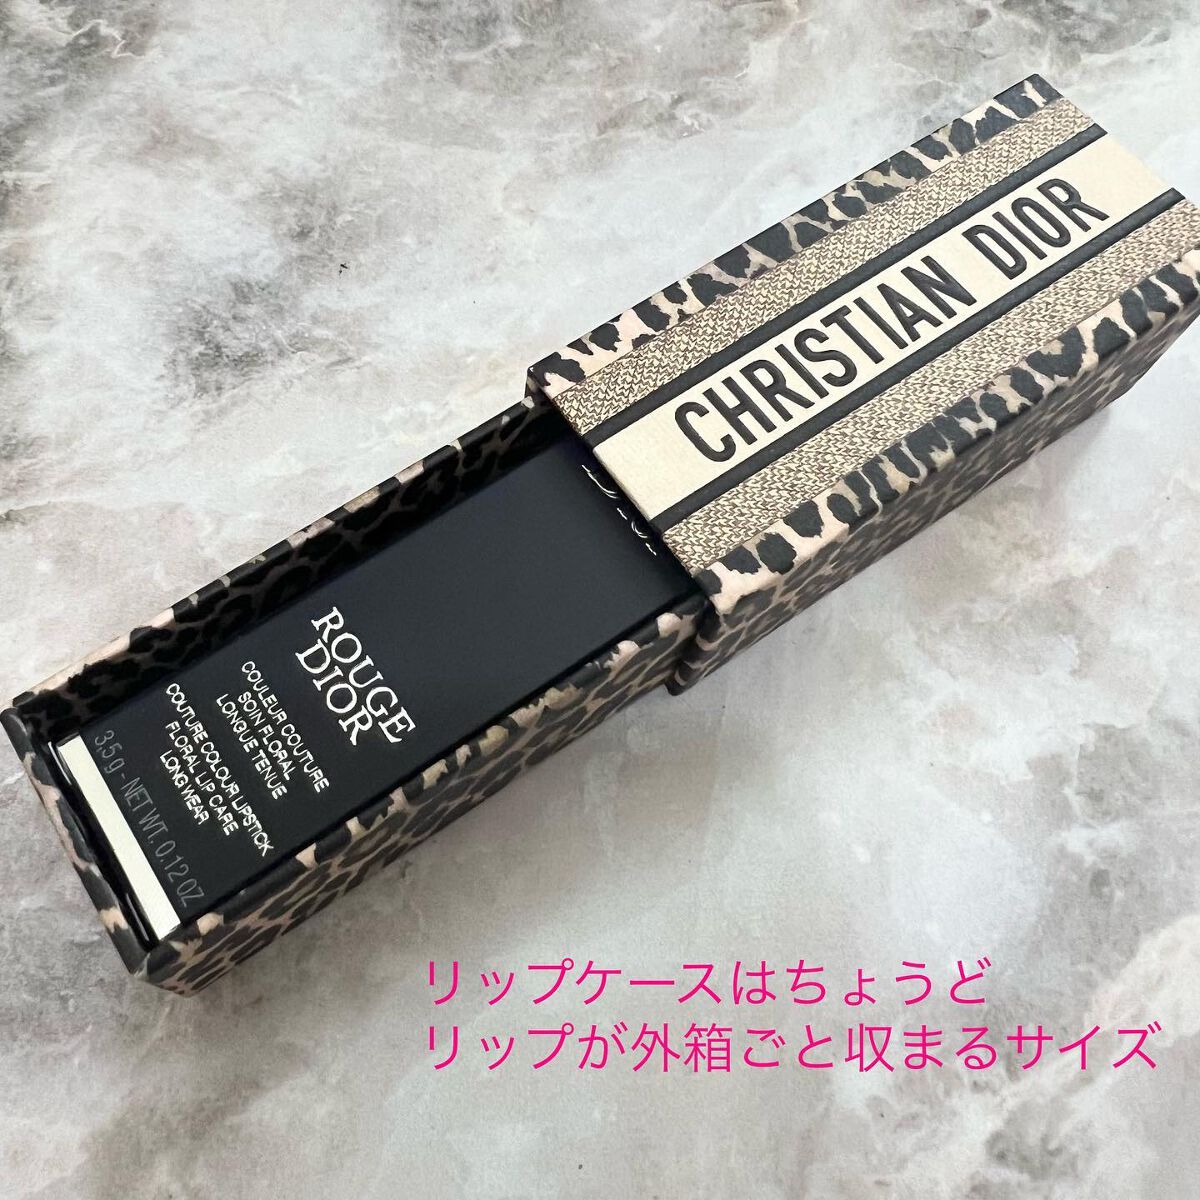 CHRISTIAN DIOR
Dior
ROUGE
DIOR
COULEUR COUTURE
SOIN FLORAL
LONGUE TENUE
COUTURE COLOUR LIPSTICK
FLORAL LIP CARE
LONG WEAR
3.5 g - NET WT. 0.12 OZ
リップケースはちょうど
リップが外箱ごと収まるサイズ